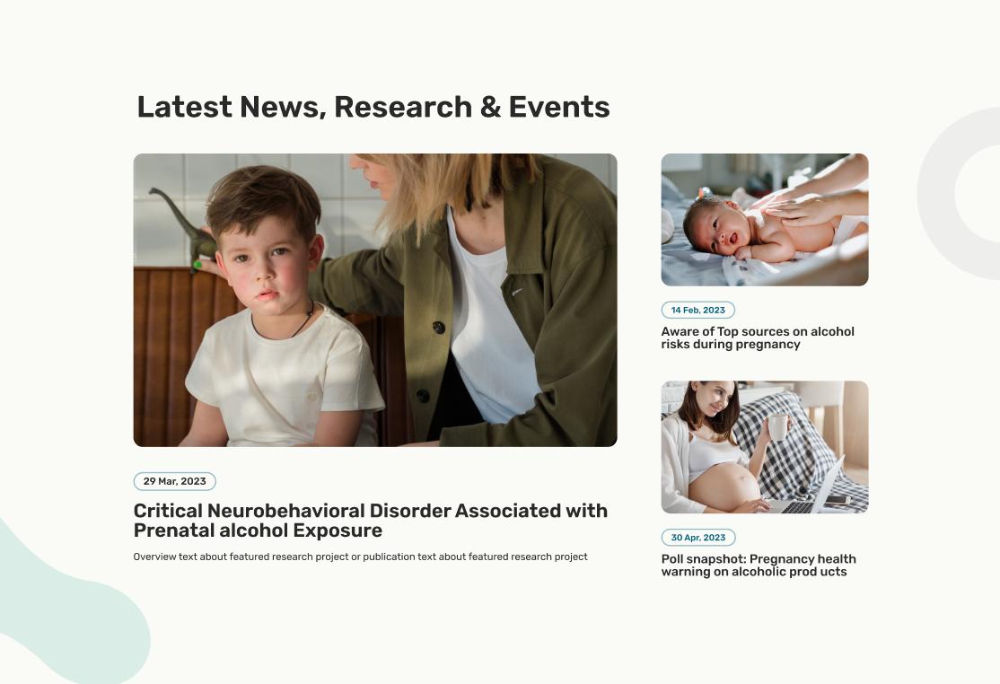 Latest News, Research & Events
29 Mar, 2023
Critical Neurobehavioral Disorder Associated with
Prenatal alcohol Exposure
Overview text about featured research project or publication text about featured research project
14 Feb, 2023
Aware of Top sources on alcohol
risks during pregnancy
30 Apr, 2023
Poll snapshot: Pregnancy health
warning on alcoholic prod ucts